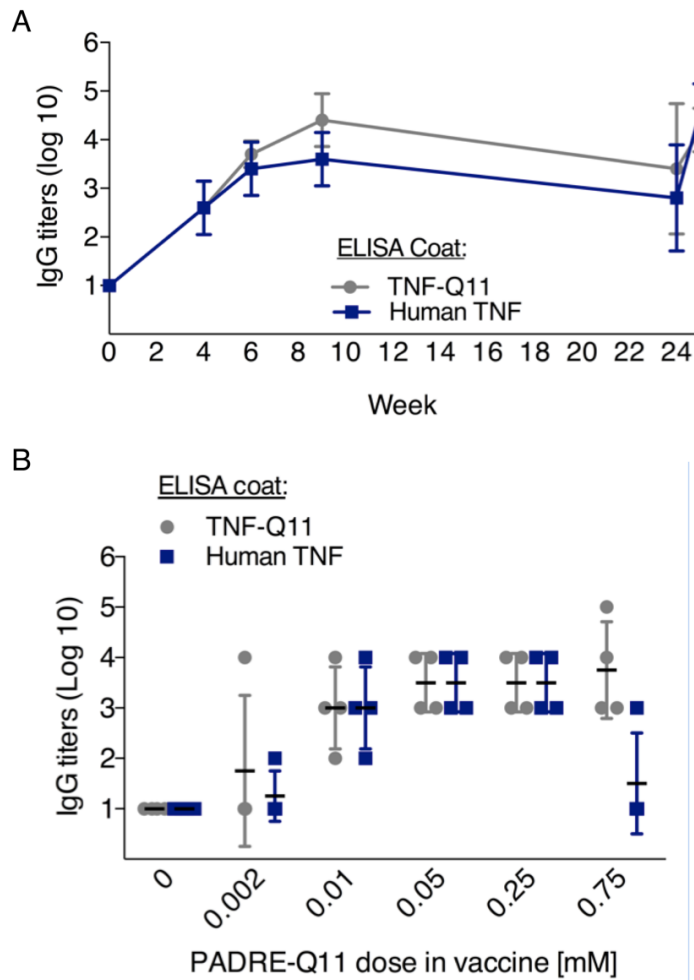 A
IgG titers (log 10)
6
5
4
3
2
1
ELISA Coat:
TNF-Q11
Human TNF
0 2 4 6 8 10 12 14 16 18 20 22 24
Week
B
ELISA coat:
TNF-Q11
Human TNF
IgG titers (Log 10)
6
5
4
3
2
1
0 0.002 0.01 0.05 0.25 0.75
PADRE-Q11 dose in vaccine [mM]